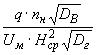 q · n_н √D_В
U_м · H_ср^2 √D_г